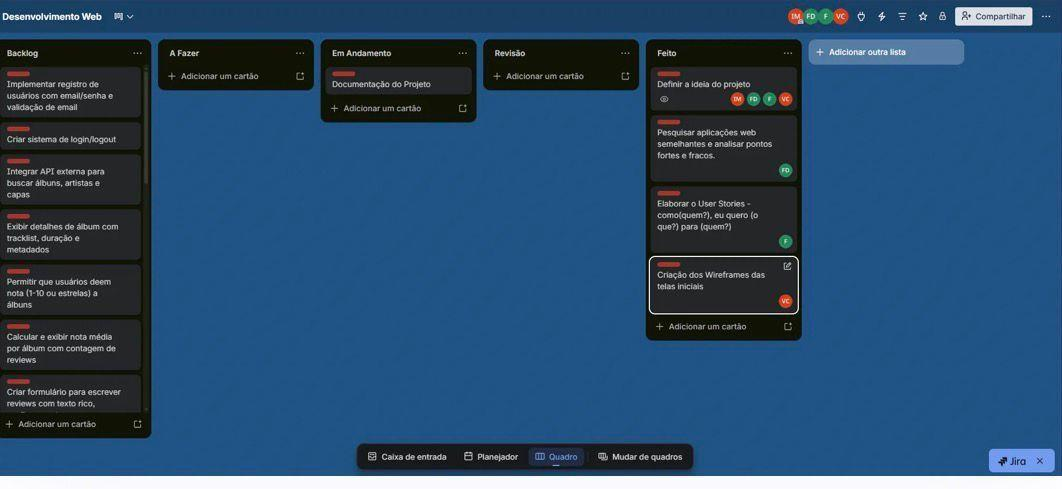 Desenvolvimento Web
IM
FD
F
VC
Compartilhar
Backlog
Implementar registro de
usuários com email/senha e
validação de email
Criar sistema de login/logout
Integrar API externa para
buscar álbuns, artistas e
capas
Exibir detalhes de álbum com
tracklist, duração e
metadados
Permitir que usuários deem
nota (1-10 ou estrelas) a
álbuns
Calcular e exibir nota média
por álbum com contagem de
reviews
Criar formulário para escrever
reviews com texto rico,
Adicionar um cartão
A Fazer
Adicionar um cartão
Em Andamento
Documentação do Projeto
Adicionar um cartão
Revisão
Adicionar um cartão
Feito
Definir a ideia do projeto
IM
FD
F
VC
Pesquisar aplicações web
semelhantes e analisar pontos
fortes e fracos.
FD
Elaborar o User Stories -
como(quem?), eu quero (o
que?) para (quem?)
F
Criação dos Wireframes das
telas iniciais
VC
Adicionar um cartão
Adicionar outra lista
Caixa de entrada
Planejador
Quadro
Mudar de quadros
Jira